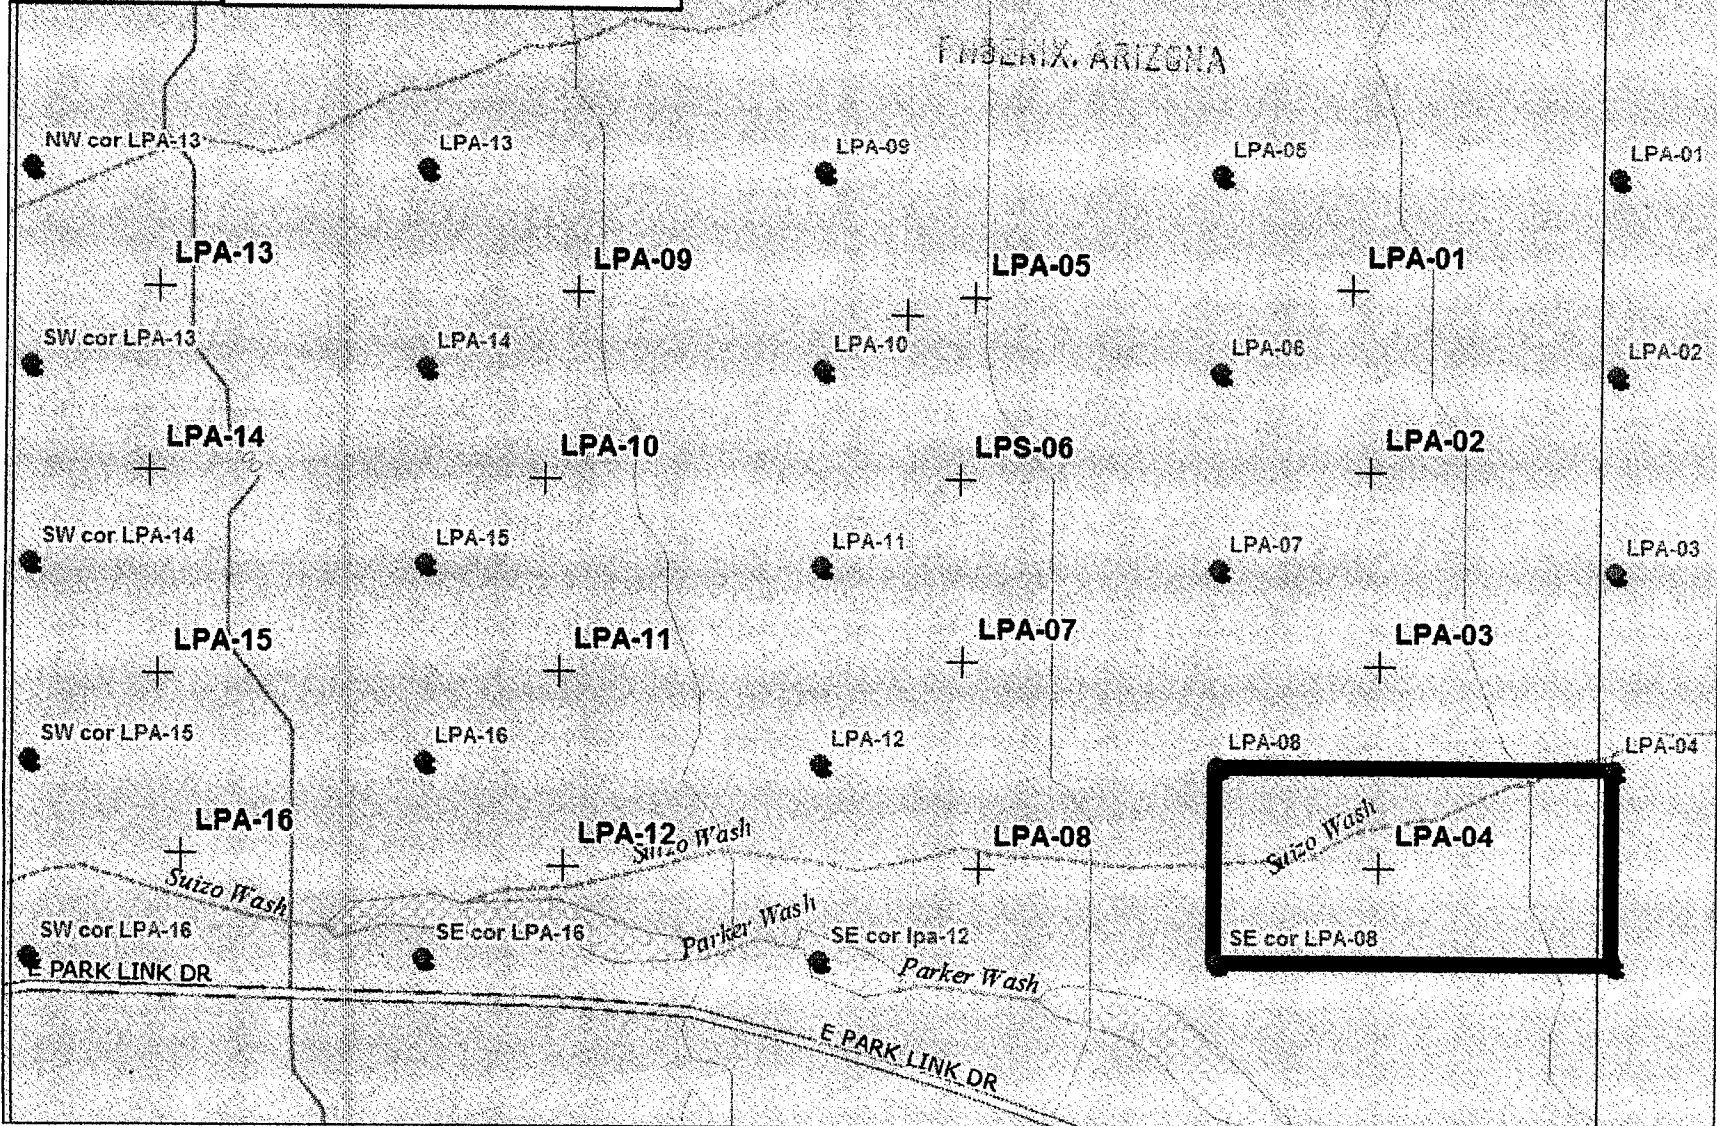 PHOENIX, ARIZONA
NW cor LPA-13
LPA-13
LPA-09
LPA-05
LPA-01
LPA-13
LPA-09
LPA-05
LPA-01
SW cor LPA-13
LPA-14
LPA-10
LPA-06
LPA-02
LPA-14
LPA-10
LPS-06
LPA-02
SW cor LPA-14
LPA-15
LPA-11
LPA-07
LPA-03
LPA-15
LPA-11
LPA-07
LPA-03
SW cor LPA-15
LPA-16
LPA-12
LPA-08
LPA-04
LPA-16
LPA-12
Suizo Wash
LPA-08
Suizo Wash
LPA-04
Suizo Wash
SW cor LPA-16
SE cor LPA-16
Parker Wash
SE cor lpa-12
SE cor LPA-08
E PARK LINK DR
Parker Wash
E PARK LINK DR